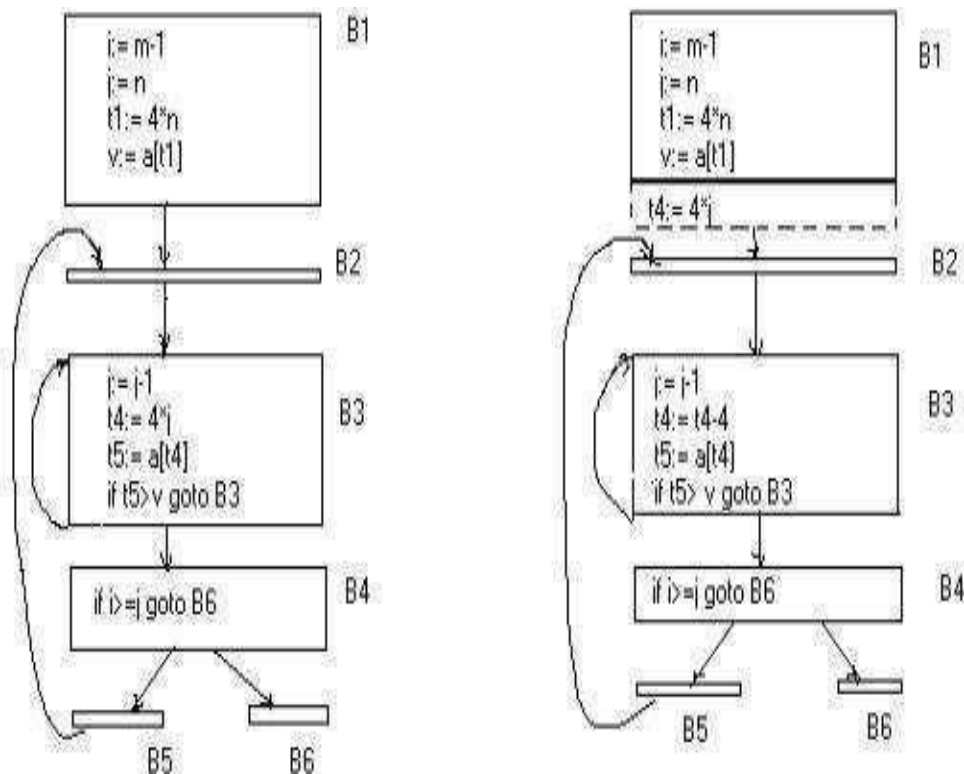 i:= m-1
j:= n
t1:= 4*n
v:= a[t1]
B1
B2
j:= j-1
t4:= 4*j
t5:= a[t4]
if t5>v goto B3
B3
if i>=j goto B6
B4
B5
B6
i:= m-1
j:= n
t1:= 4*n
v:= a[t1]
t4:= 4*j
B1
B2
j:= j-1
t4:= t4-4
t5:= a[t4]
if t5> v goto B3
B3
if i>=j goto B6
B4
B5
B6